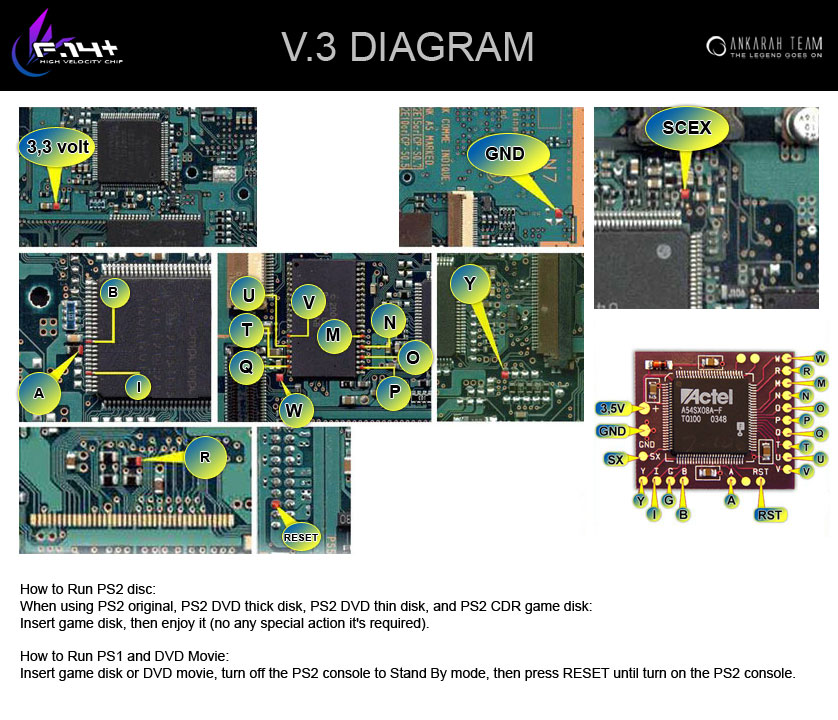 F.14+
HIGH VELOCITY CHIP
V.3 DIAGRAM
ANKARAH TEAM
THE LEGEND GOES ON
3,3 volt
GND
SCEX
B
A
I
U
V
T
M
N
Q
O
W
P
Y
R
RESET
Actel
A54SX08A-F
TQ100 0348
3,5V
+
GND
GND
SX
SX
Y I G B A RST
Y
I
G
B
A
RST
W W
R R
M M
N N
O O
P P
Q Q
T T
U U
V V
How to Run PS2 disc:
When using PS2 original, PS2 DVD thick disk, PS2 DVD thin disk, and PS2 CDR game disk:
Insert game disk, then enjoy it (no any special action it's required).
How to Run PS1 and DVD Movie:
Insert game disk or DVD movie, turn off the PS2 console to Stand By mode, then press RESET until turn on the PS2 console.